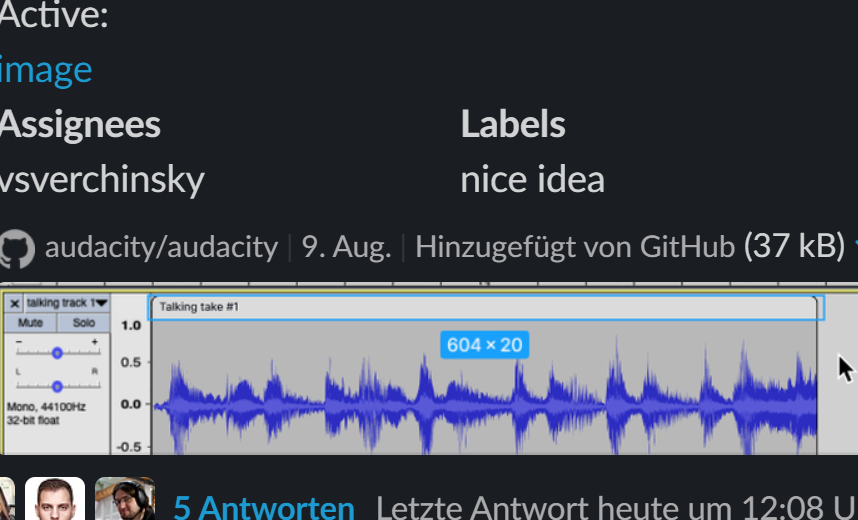 Active:
image
Assignees Labels
vsverchinsky nice idea
audacity/audacity | 9. Aug. | Hinzugefügt von GitHub (37 kB)
× talking track 1 Talking take #1
Mute Solo
1.0
604 × 20
- +
0.5
L R
Mono, 44100Hz 0.0
32-bit float
-0.5
5 Antworten Letzte Antwort heute um 12:08 U